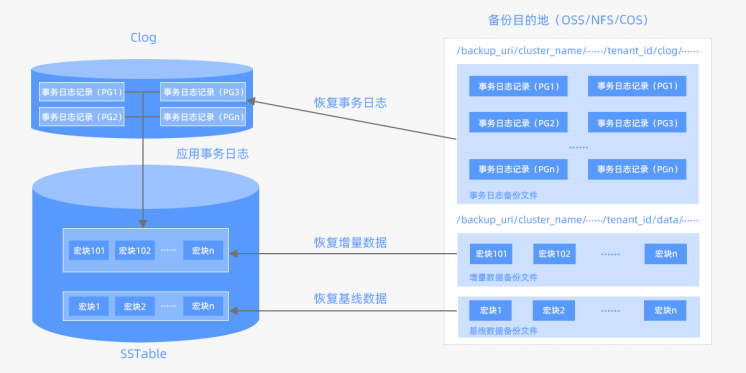 备份目的地（OSS/NFS/COS）
Clog
/backup_uri/cluster_name/······/tenant_id/clog/······
事务日志记录（PG1） 事务日志记录（PG3）
事务日志记录（PG2） 事务日志记录（PGn）
恢复事务日志
事务日志记录（PG1） 事务日志记录（PG1）
事务日志记录（PG2） 事务日志记录（PG3）
······
事务日志记录（PGn） 事务日志记录（PGn）
事务日志备份文件
应用事务日志
/backup_uri/cluster_name/······/tenant_id/data/······
宏块101 宏块102 ······ 宏块n
恢复增量数据
宏块101 宏块102 ······ 宏块n
增量数据备份文件
宏块1 宏块2 ······ 宏块n
恢复基线数据
宏块1 宏块2 ······ 宏块n
基线数据备份文件
SSTable